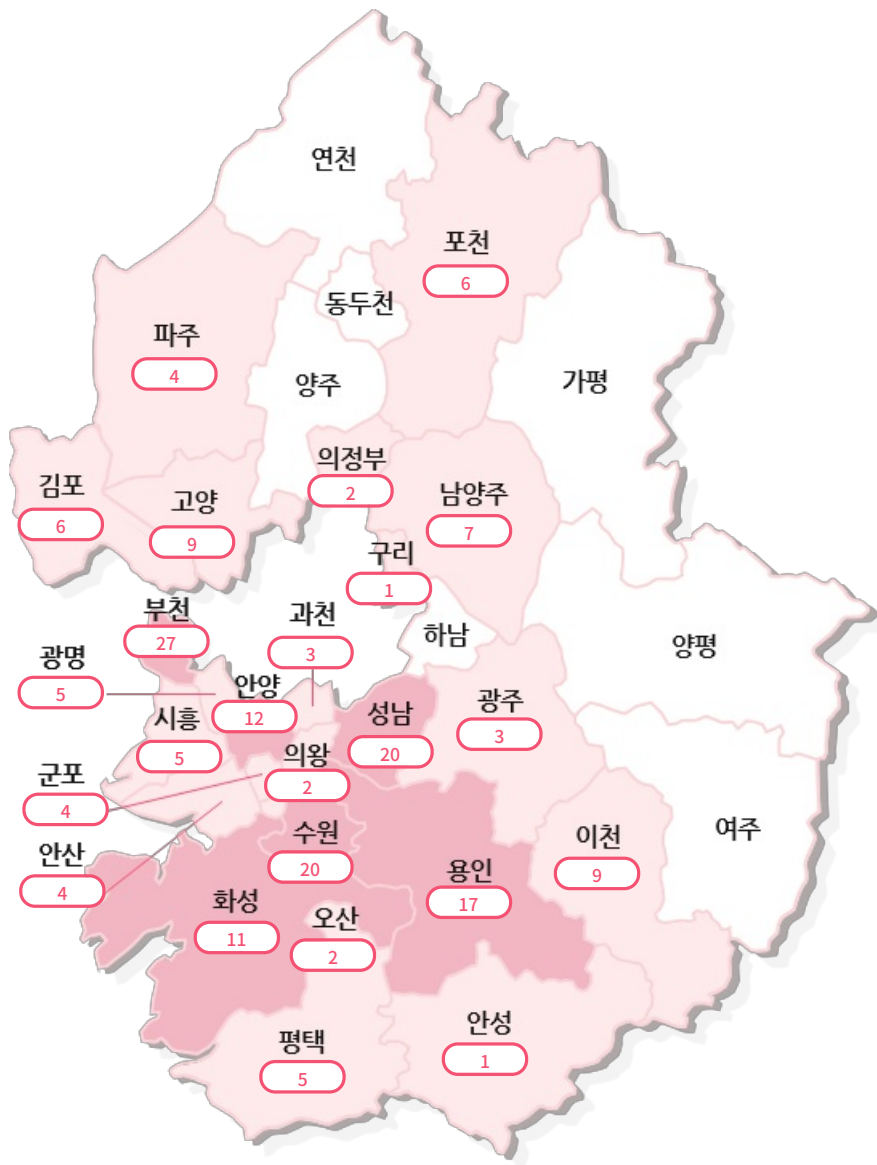 연천
포천
6
동두천
파주
4
양주
가평
의정부
2
김포
6
고양
9
남양주
7
구리
1
부천
27
과천
3
하남
양평
광명
5
안양
12
시흥
5
성남
20
광주
3
의왕
2
군포
4
수원
20
이천
9
여주
안산
4
용인
17
화성
11
오산
2
평택
5
안성
1